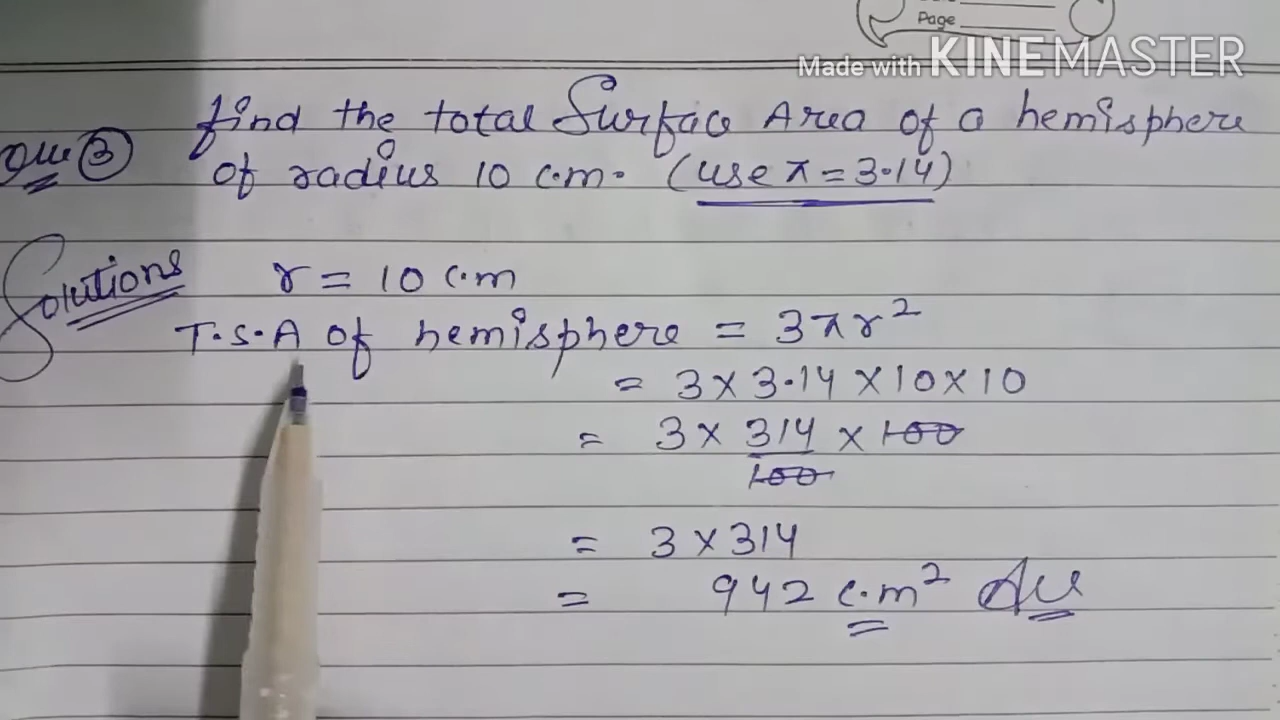 Page
Made with KINEMASTER
Que 3 find the total Surface Area of a hemisphere
of radius 10 c.m. (use π = 3.14)
Solutions r = 10 c.m
T.S.A of hemisphere = 3πr²
= 3 × 3.14 × 10 × 10
= 3 × 314 × 100
100
= 3 × 314
= 942 c.m² Ans